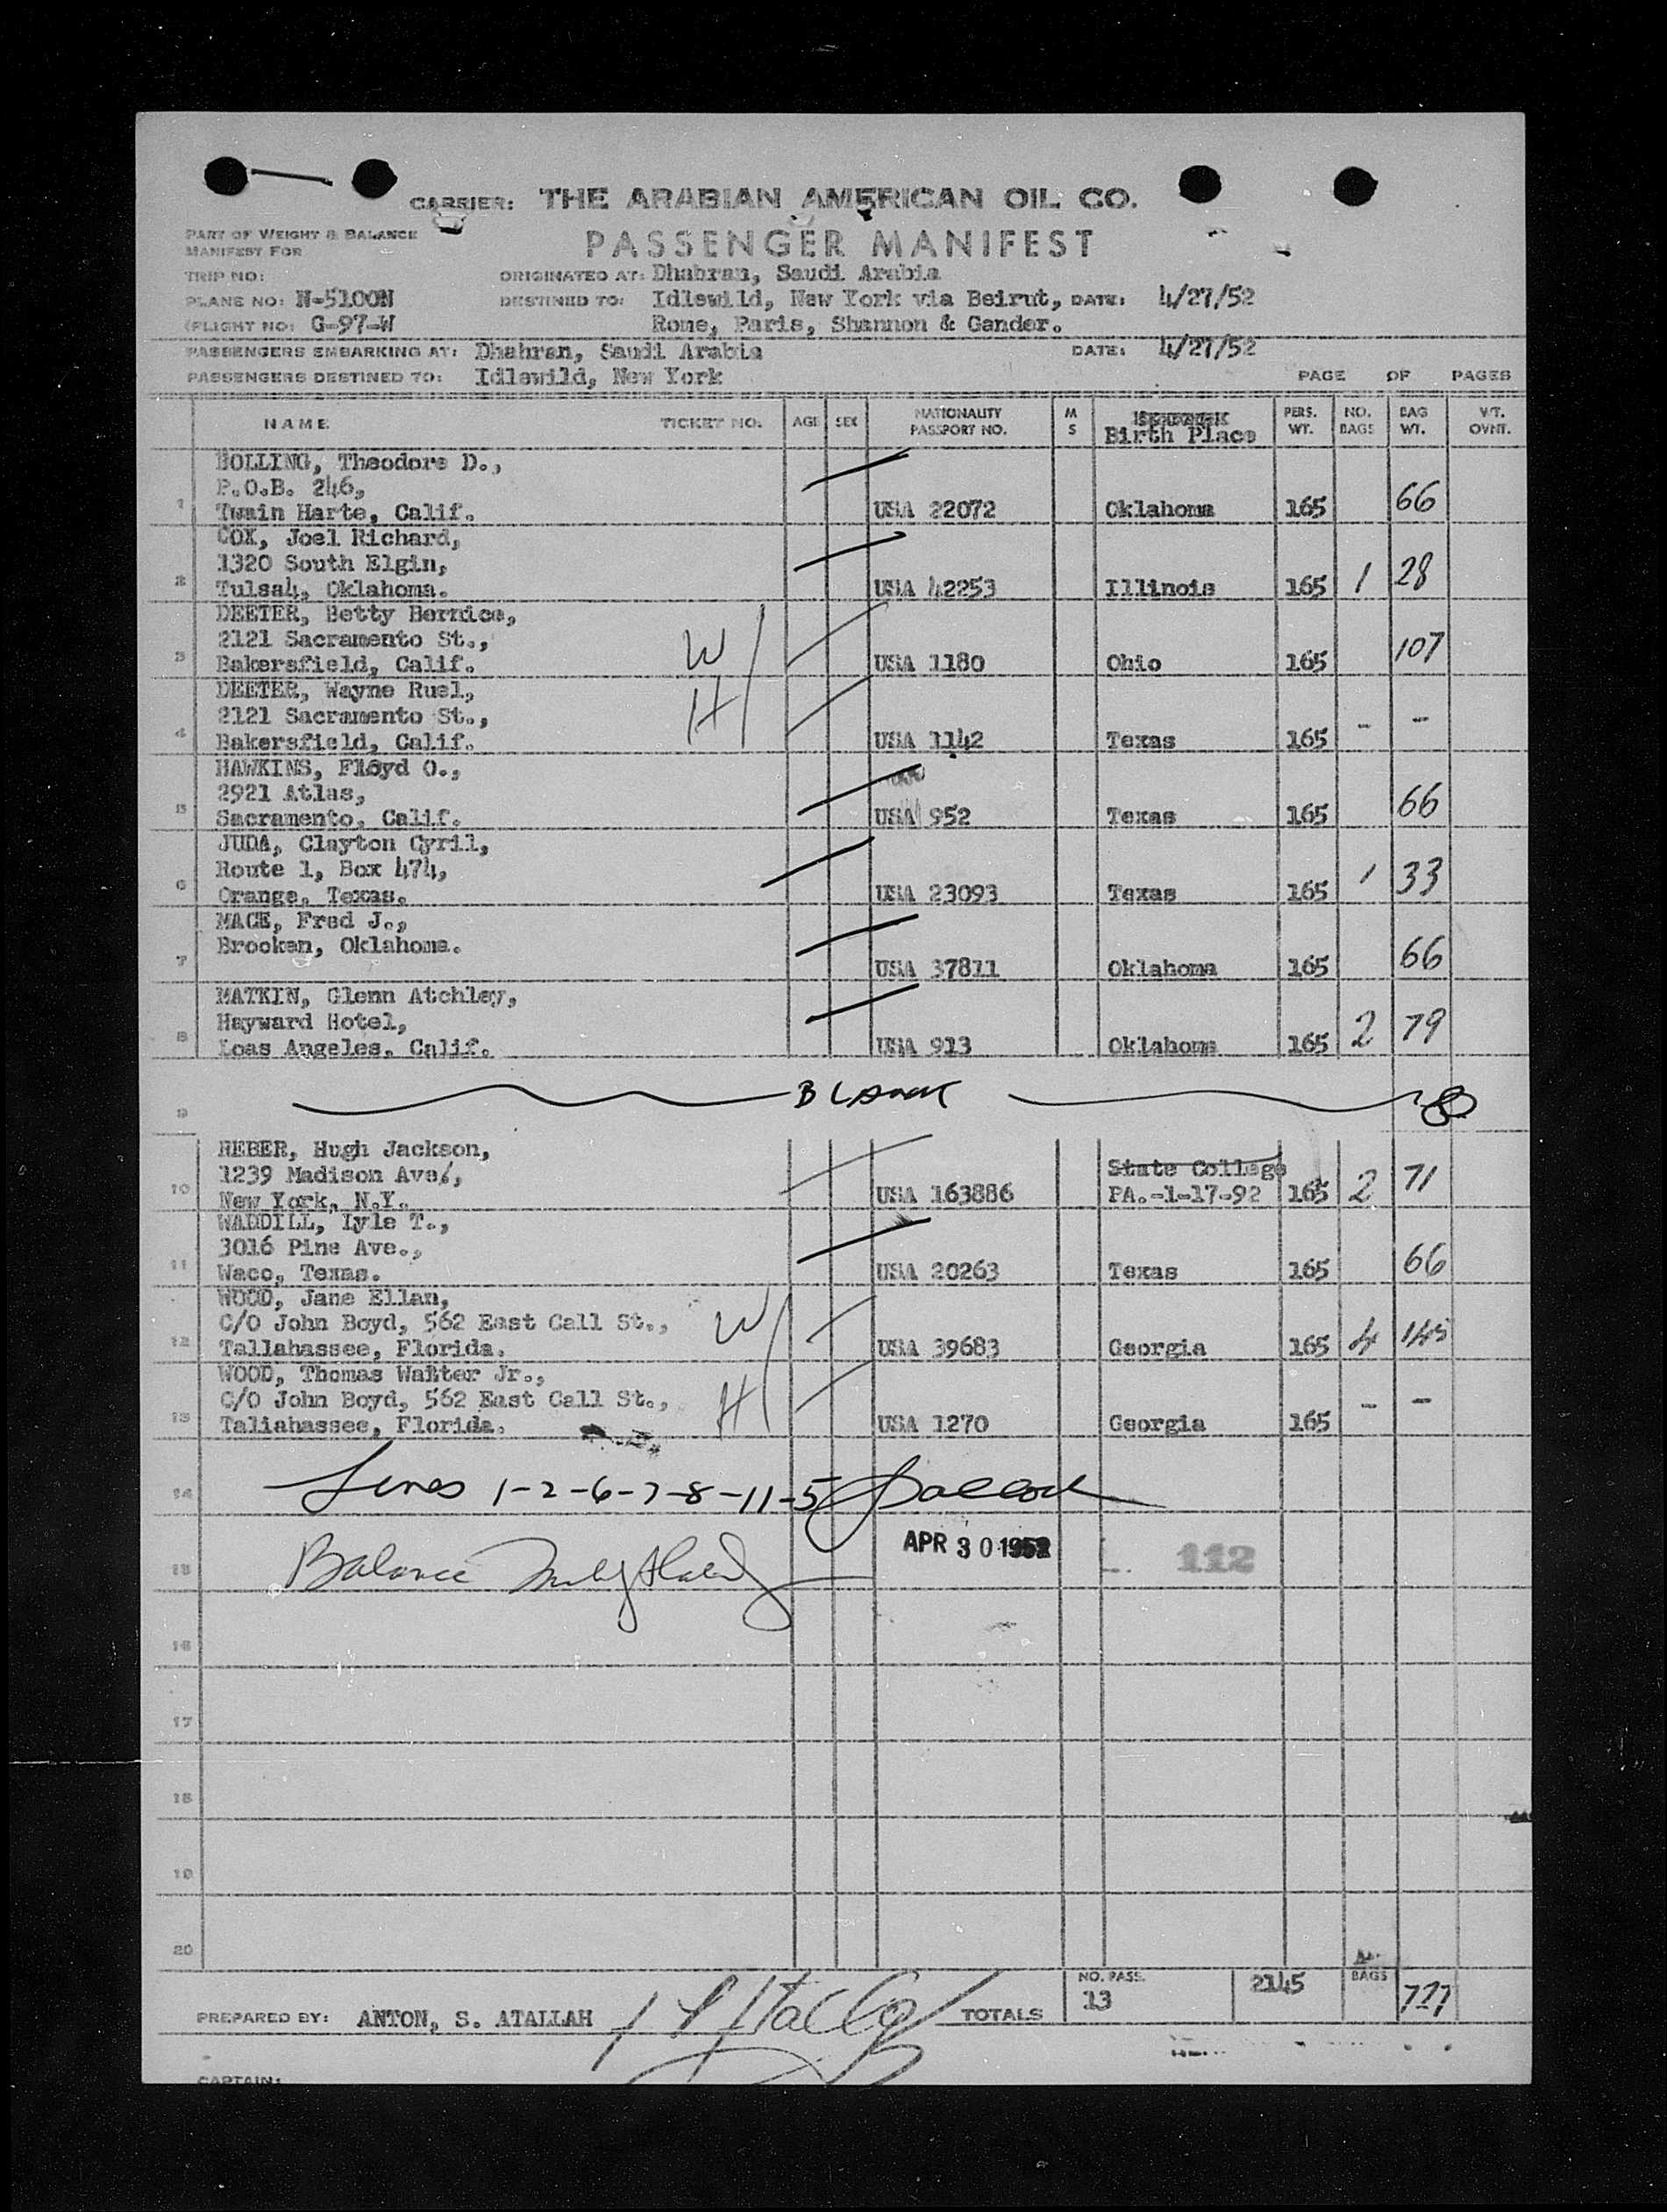 CARRIER: THE ARABIAN AMERICAN OIL CO.
PART OF WEIGHT & BALANCE
MANIFEST FOR
PASSENGER MANIFEST
TRIP NO:
ORIGINATED AT: Dhahran, Saudi Arabia
PLANE NO: N-5100N DESTINED TO: Idlewild, New York via Beirut, DATE: 4/27/52
FLIGHT NO: G-97-W Rome, Paris, Shannon & Gander.
PASSENGERS EMBARKING AT: Dhahran, Saudi Arabia DATE: 4/27/52
PASSENGERS DESTINED TO: Idlewild, New York PAGE OF PAGES
NAME TICKET NO. AGE SEX NATIONALITY PASSPORT NO. M S Birth Place PERS. WT. NO. BAGS BAG WT. WT. OVNT.
BOLLING, Theodore D.,
P.O.B. 246,
1 Twain Harte, Calif. USA 22072 Oklahoma 165 66
COX, Joel Richard,
1320 South Elgin,
2 Tulsa4, Oklahoma. USA 42253 Illinois 165 1 28
DEETER, Betty Bernice,
2121 Sacramento St., W
3 Bakersfield, Calif. USA 1180 Ohio 165 107
DEETER, Wayne Ruel,
2121 Sacramento St., H
4 Bakersfield, Calif. USA 1142 Texas 165 - -
HAWKINS, Floyd O.,
2921 Atlas,
5 Sacramento, Calif. USA 952 Texas 165 66
JUDA, Clayton Cyril,
Route 1, Box 474,
6 Orange, Texas. USA 23093 Texas 165 1 33
MACE, Fred J.,
Brocken, Oklahoma.
7 USA 37811 Oklahoma 165 66
MATKIN, Glenn Atchley,
Hayward Hotel,
8 Loas Angeles, Calif. USA 913 Oklahoma 165 2 79
9 BLANK
REBER, Hugh Jackson,
1239 Madison Ave., State College
10 New York, N.Y. USA 163886 PA.-1-17-92 165 2 71
WADDILL, Lyle T.,
3016 Pine Ave.,
11 Waco, Texas. USA 20263 Texas 165 66
WOOD, Jane Ellan,
C/O John Boyd, 562 East Call St., W
12 Tallahassee, Florida. USA 39683 Georgia 165 4 145
WOOD, Thomas Walter Jr.,
C/O John Boyd, 562 East Call St., H
13 Tallahassee, Florida. USA 1270 Georgia 165 - -
14 Lines 1-2-6-7-8-11-5
APR 30 1952
15 Balance 112
16
17
18
19
20
NO. PASS. BAGS
PREPARED BY: ANTON, S. ATALLAH TOTALS 13 2145 727
CAPTAIN: